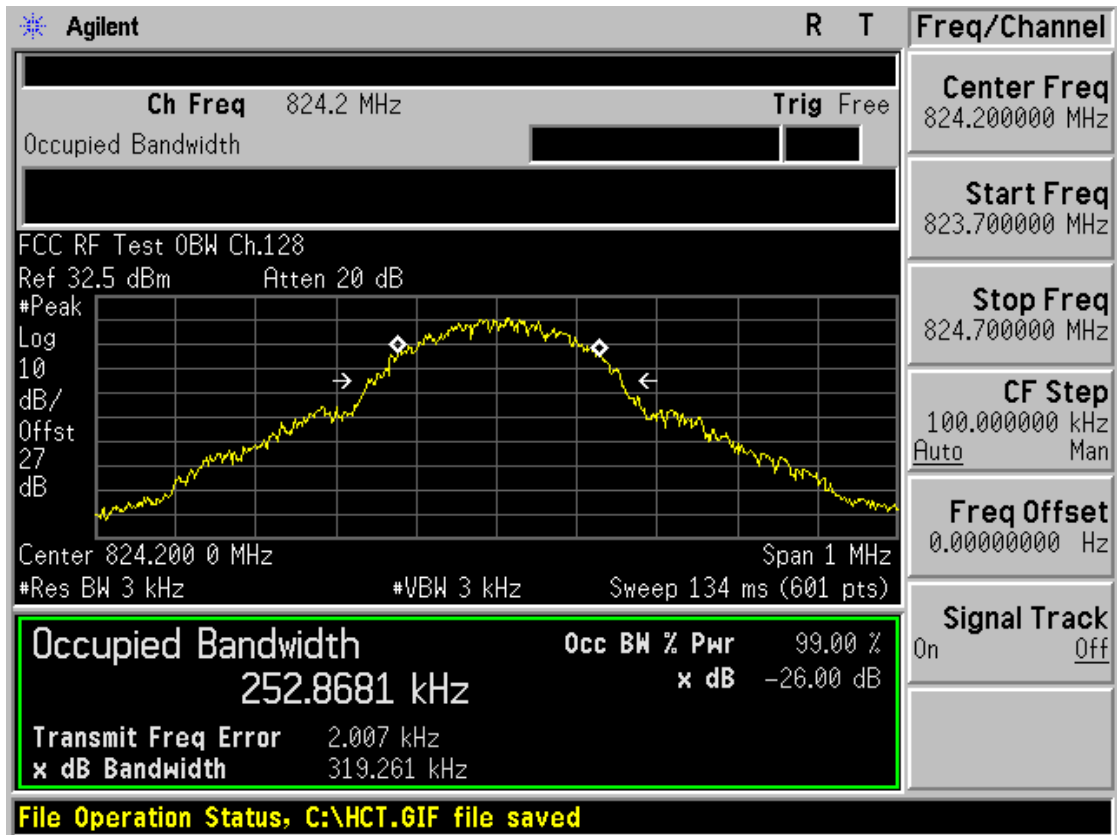 Agilent R T
Ch Freq 824.2 MHz Trig Free
Occupied Bandwidth
FCC RF Test OBW Ch.128
Ref 32.5 dBm Atten 20 dB
#Peak
Log
10
dB/
Offst
27
dB
Center 824.200 0 MHz Span 1 MHz
#Res BW 3 kHz #VBW 3 kHz Sweep 134 ms (601 pts)
Occupied Bandwidth Occ BW % Pwr 99.00 %
252.8681 kHz x dB -26.00 dB
Transmit Freq Error 2.007 kHz
x dB Bandwidth 319.261 kHz
File Operation Status, C:\HCT.GIF file saved
Freq/Channel
Center Freq
824.200000 MHz
Start Freq
823.700000 MHz
Stop Freq
824.700000 MHz
CF Step
100.000000 kHz
Auto Man
Freq Offset
0.00000000 Hz
Signal Track
On Off